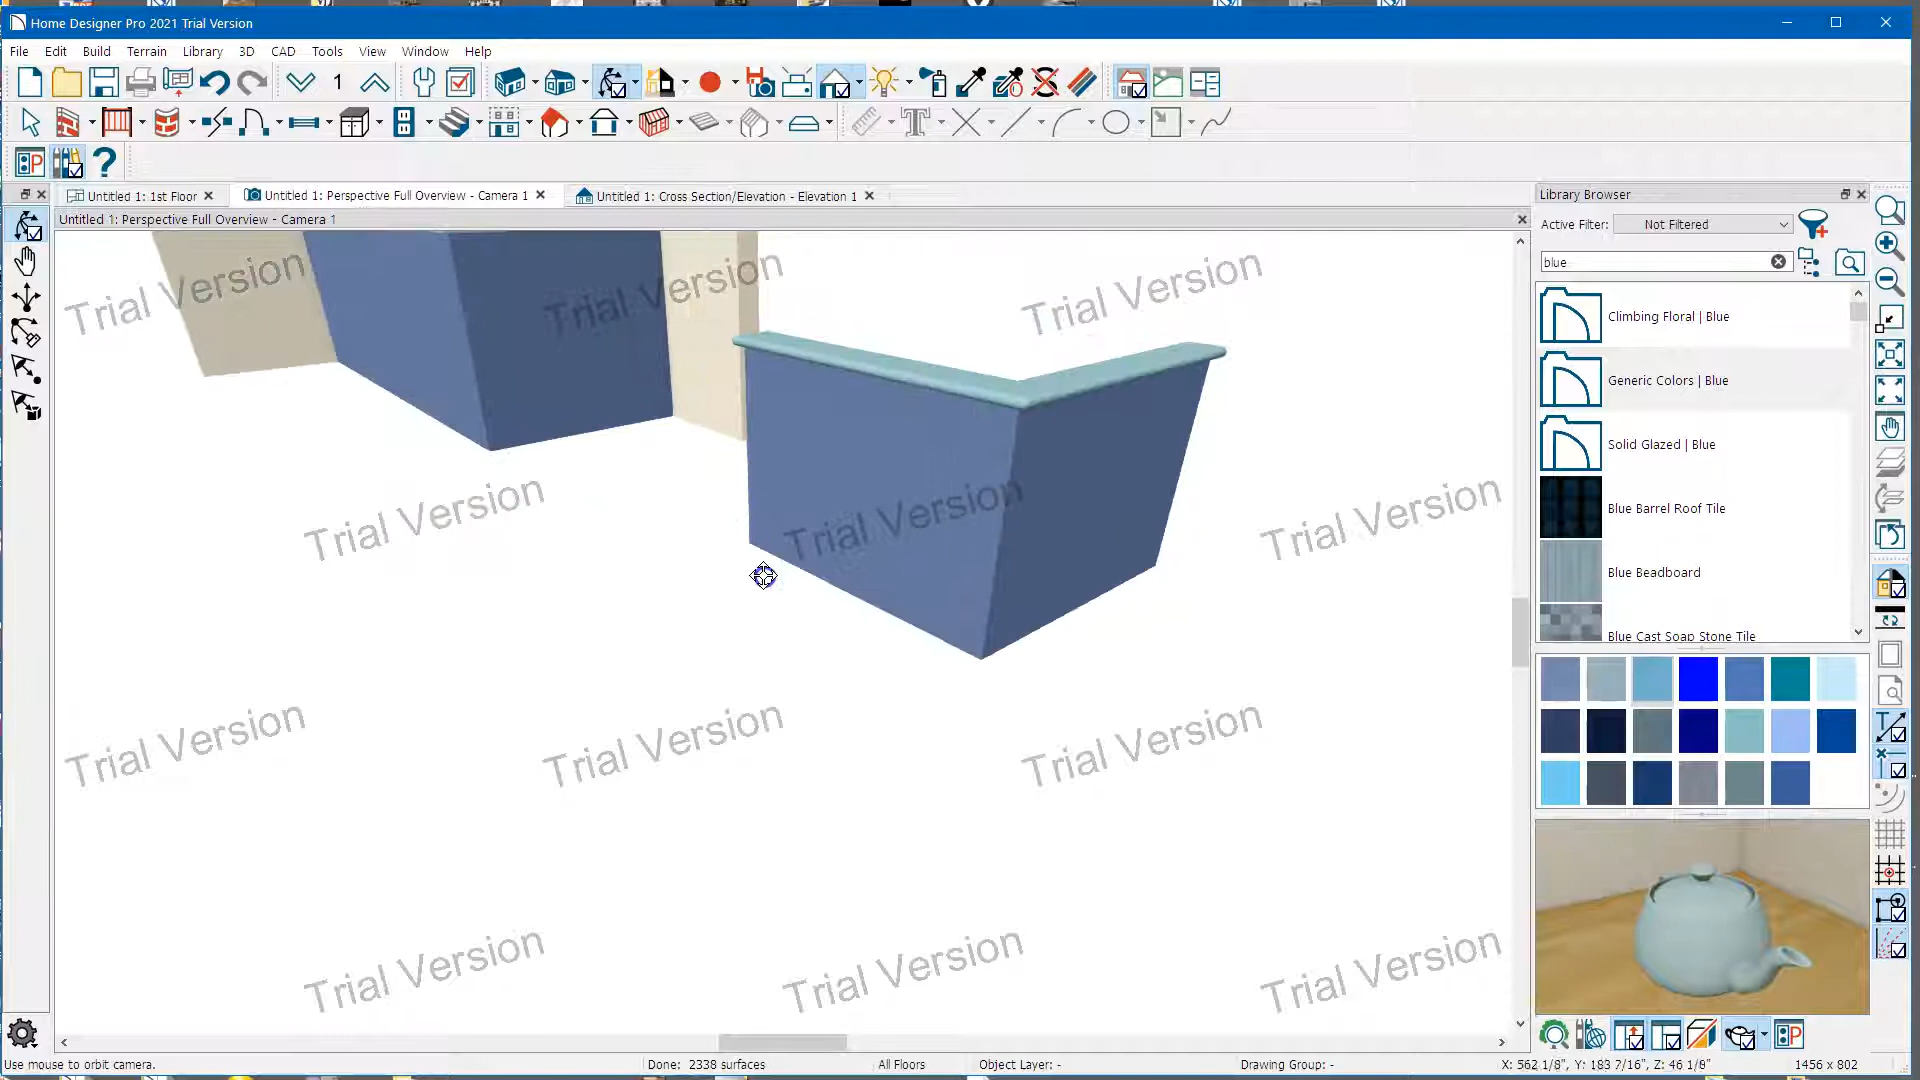 Home Designer Pro 2021 Trial Version
File Edit Build Terrain Library 3D CAD Tools View Window Help
1
Untitled 1: 1st Floor Untitled 1: Perspective Full Overview - Camera 1 Untitled 1: Cross Section/Elevation - Elevation 1
Untitled 1: Perspective Full Overview - Camera 1
Library Browser
Active Filter: Not Filtered
blue
Climbing Floral | Blue
Generic Colors | Blue
Solid Glazed | Blue
Blue Barrel Roof Tile
Blue Beadboard
Blue Cast Soap Stone Tile
Trial Version
Trial Version
Trial Version
Trial Version
Trial Version
Trial Version
Trial Version
Trial Version
Trial Version
Trial Version
Trial Version
Trial Version
Use mouse to orbit camera. Done: 2338 surfaces All Floors Object Layer: - Drawing Group: - X: 562 1/8", Y: 183 7/16", Z: 46 1/8" 1456 x 802